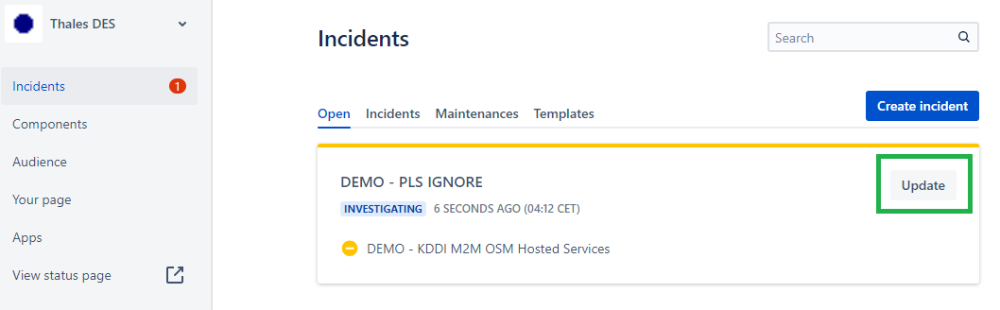 Thales DES
Incidents
1
Components
Audience
Your page
Apps
View status page
Incidents
Search
Open Incidents Maintenances Templates
Create incident
DEMO - PLS IGNORE
Update
INVESTIGATING 6 SECONDS AGO (04:12 CET)
DEMO - KDDI M2M OSM Hosted Services